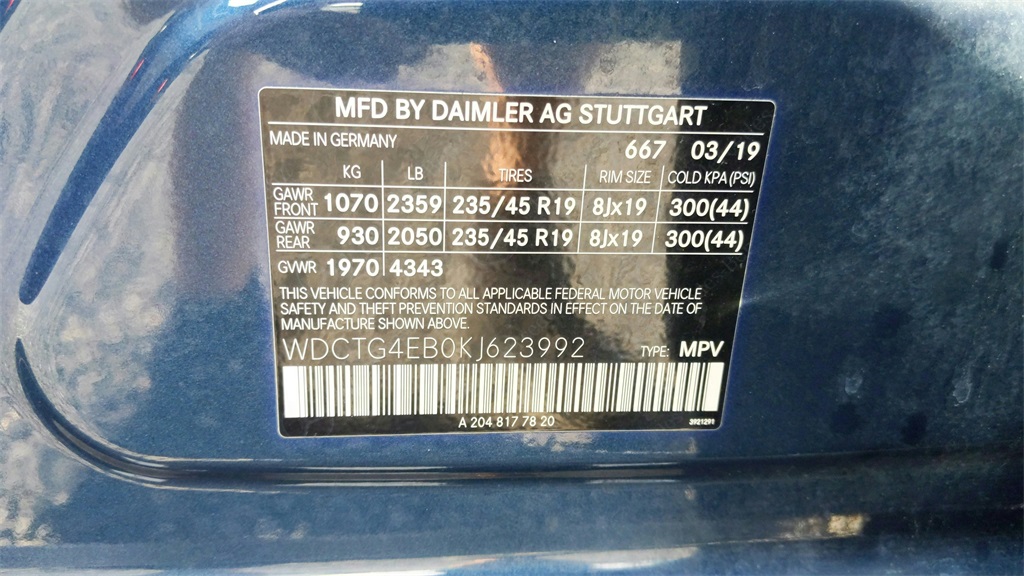 MFD BY DAIMLER AG STUTTGART
MADE IN GERMANY 667 03/19
KG LB TIRES RIM SIZE COLD KPA (PSI)
GAWR FRONT 1070 2359 235/45 R19 8Jx19 300(44)
GAWR REAR 930 2050 235/45 R19 8Jx19 300(44)
GVWR 1970 4343
THIS VEHICLE CONFORMS TO ALL APPLICABLE FEDERAL MOTOR VEHICLE
SAFETY AND THEFT PREVENTION STANDARDS IN EFFECT ON THE DATE OF
MANUFACTURE SHOWN ABOVE.
WDCTG4EB0KJ623992 TYPE: MPV
A 204 817 78 20 3921291